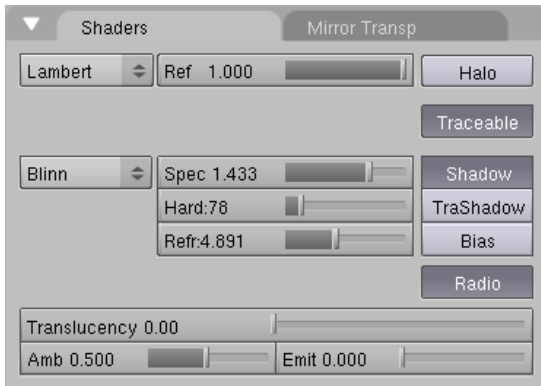 Shaders Mirror Transp
Lambert Ref 1.000 Halo
Traceable
Blinn Spec 1.433 Shadow
Hard:78 TraShadow
Refr:4.891 Bias
Radio
Translucency 0.00
Amb 0.500 Emit 0.000